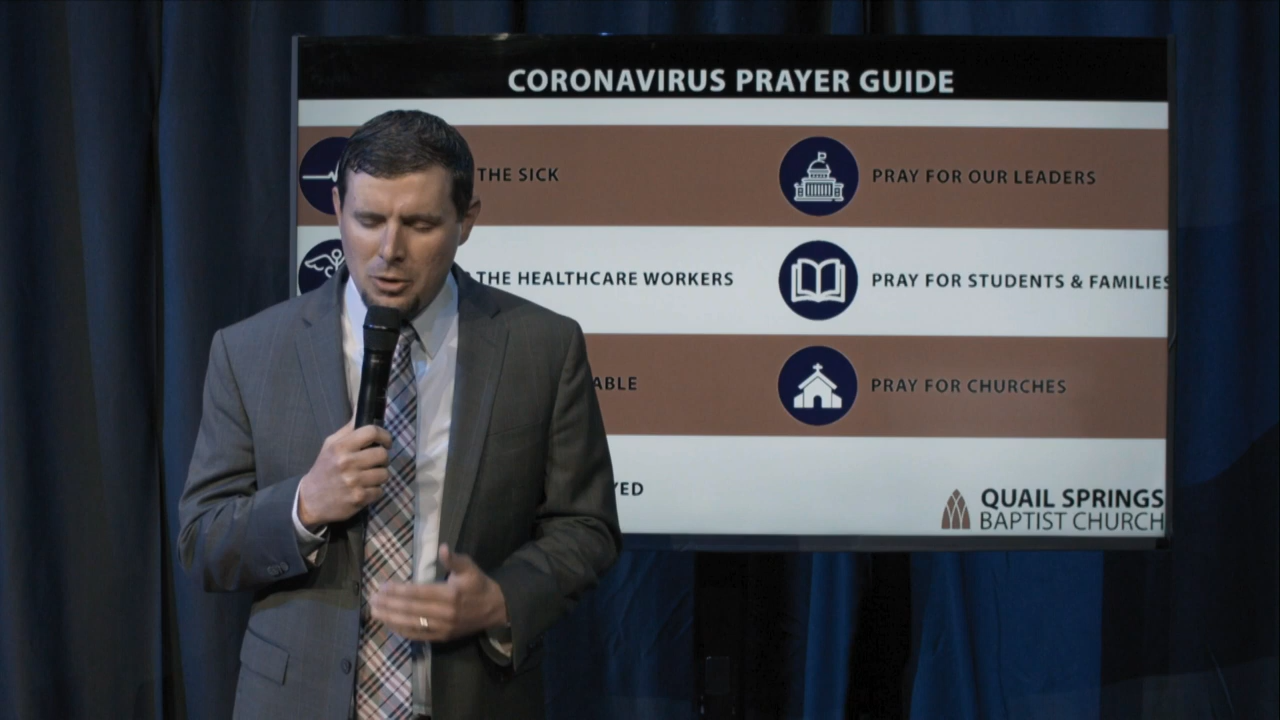 CORONAVIRUS PRAYER GUIDE
THE SICK
PRAY FOR OUR LEADERS
THE HEALTHCARE WORKERS
PRAY FOR STUDENTS & FAMILIES
ABLE
PRAY FOR CHURCHES
YED
QUAIL SPRINGS
BAPTIST CHURCH